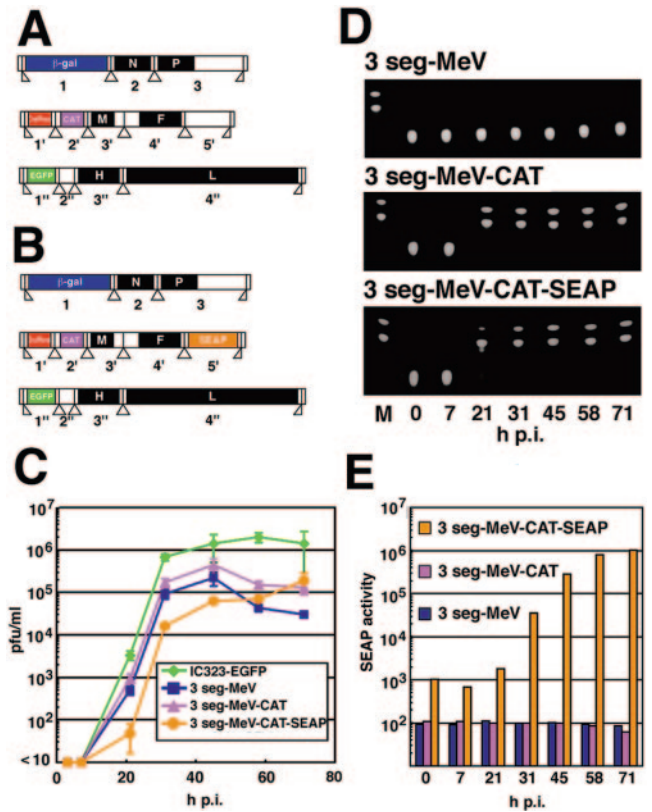 A
β-gal N P
1 2 3
CAT M F
1' 2' 3' 4' 5'
EGFP H L
1" 2" 3" 4"
B
β-gal N P
1 2 3
CAT M F SEAP
1' 2' 3' 4' 5'
EGFP H L
1" 2" 3" 4"
C
10^7
10^6
10^5
10^4
10^3
10^2
<10
pfu/ml
0 20 40 60 80
h p.i.
IC323-EGFP
3 seg-MeV
3 seg-MeV-CAT
3 seg-MeV-CAT-SEAP
D
3 seg-MeV
3 seg-MeV-CAT
3 seg-MeV-CAT-SEAP
M 0 7 21 31 45 58 71
h p.i.
E
10^7
10^6
10^5
10^4
10^3
10^2
10^1
SEAP activity
3 seg-MeV-CAT-SEAP
3 seg-MeV-CAT
3 seg-MeV
0 7 21 31 45 58 71
h p.i.